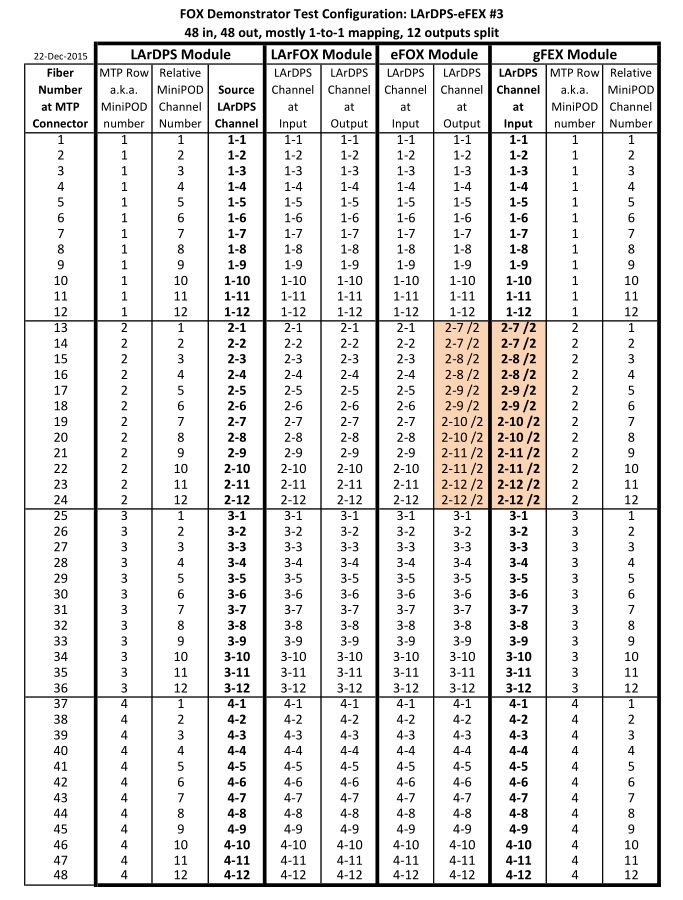 FOX Demonstrator Test Configuration: LArDPS-eFEX #3
48 in, 48 out, mostly 1-to-1 mapping, 12 outputs split
22-Dec-2015 LArDPS Module LArFOX Module eFOX Module gFEX Module
Fiber MTP Row Relative LArDPS LArDPS LArDPS LArDPS LArDPS MTP Row Relative
Number a.k.a. MiniPOD Source Channel Channel Channel Channel Channel a.k.a. MiniPOD
at MTP MiniPOD Channel LArDPS at at at at at MiniPOD Channel
Connector number Number Channel Input Output Input Output Input number Number
1 1 1 1-1 1-1 1-1 1-1 1-1 1-1 1 1
2 1 2 1-2 1-2 1-2 1-2 1-2 1-2 1 2
3 1 3 1-3 1-3 1-3 1-3 1-3 1-3 1 3
4 1 4 1-4 1-4 1-4 1-4 1-4 1-4 1 4
5 1 5 1-5 1-5 1-5 1-5 1-5 1-5 1 5
6 1 6 1-6 1-6 1-6 1-6 1-6 1-6 1 6
7 1 7 1-7 1-7 1-7 1-7 1-7 1-7 1 7
8 1 8 1-8 1-8 1-8 1-8 1-8 1-8 1 8
9 1 9 1-9 1-9 1-9 1-9 1-9 1-9 1 9
10 1 10 1-10 1-10 1-10 1-10 1-10 1-10 1 10
11 1 11 1-11 1-11 1-11 1-11 1-11 1-11 1 11
12 1 12 1-12 1-12 1-12 1-12 1-12 1-12 1 12
13 2 1 2-1 2-1 2-1 2-1 2-7 /2 2-7 /2 2 1
14 2 2 2-2 2-2 2-2 2-2 2-7 /2 2-7 /2 2 2
15 2 3 2-3 2-3 2-3 2-3 2-8 /2 2-8 /2 2 3
16 2 4 2-4 2-4 2-4 2-4 2-8 /2 2-8 /2 2 4
17 2 5 2-5 2-5 2-5 2-5 2-9 /2 2-9 /2 2 5
18 2 6 2-6 2-6 2-6 2-6 2-9 /2 2-9 /2 2 6
19 2 7 2-7 2-7 2-7 2-7 2-10 /2 2-10 /2 2 7
20 2 8 2-8 2-8 2-8 2-8 2-10 /2 2-10 /2 2 8
21 2 9 2-9 2-9 2-9 2-9 2-11 /2 2-11 /2 2 9
22 2 10 2-10 2-10 2-10 2-10 2-11 /2 2-11 /2 2 10
23 2 11 2-11 2-11 2-11 2-11 2-12 /2 2-12 /2 2 11
24 2 12 2-12 2-12 2-12 2-12 2-12 /2 2-12 /2 2 12
25 3 1 3-1 3-1 3-1 3-1 3-1 3-1 3 1
26 3 2 3-2 3-2 3-2 3-2 3-2 3-2 3 2
27 3 3 3-3 3-3 3-3 3-3 3-3 3-3 3 3
28 3 4 3-4 3-4 3-4 3-4 3-4 3-4 3 4
29 3 5 3-5 3-5 3-5 3-5 3-5 3-5 3 5
30 3 6 3-6 3-6 3-6 3-6 3-6 3-6 3 6
31 3 7 3-7 3-7 3-7 3-7 3-7 3-7 3 7
32 3 8 3-8 3-8 3-8 3-8 3-8 3-8 3 8
33 3 9 3-9 3-9 3-9 3-9 3-9 3-9 3 9
34 3 10 3-10 3-10 3-10 3-10 3-10 3-10 3 10
35 3 11 3-11 3-11 3-11 3-11 3-11 3-11 3 11
36 3 12 3-12 3-12 3-12 3-12 3-12 3-12 3 12
37 4 1 4-1 4-1 4-1 4-1 4-1 4-1 4 1
38 4 2 4-2 4-2 4-2 4-2 4-2 4-2 4 2
39 4 3 4-3 4-3 4-3 4-3 4-3 4-3 4 3
40 4 4 4-4 4-4 4-4 4-4 4-4 4-4 4 4
41 4 5 4-5 4-5 4-5 4-5 4-5 4-5 4 5
42 4 6 4-6 4-6 4-6 4-6 4-6 4-6 4 6
43 4 7 4-7 4-7 4-7 4-7 4-7 4-7 4 7
44 4 8 4-8 4-8 4-8 4-8 4-8 4-8 4 8
45 4 9 4-9 4-9 4-9 4-9 4-9 4-9 4 9
46 4 10 4-10 4-10 4-10 4-10 4-10 4-10 4 10
47 4 11 4-11 4-11 4-11 4-11 4-11 4-11 4 11
48 4 12 4-12 4-12 4-12 4-12 4-12 4-12 4 12